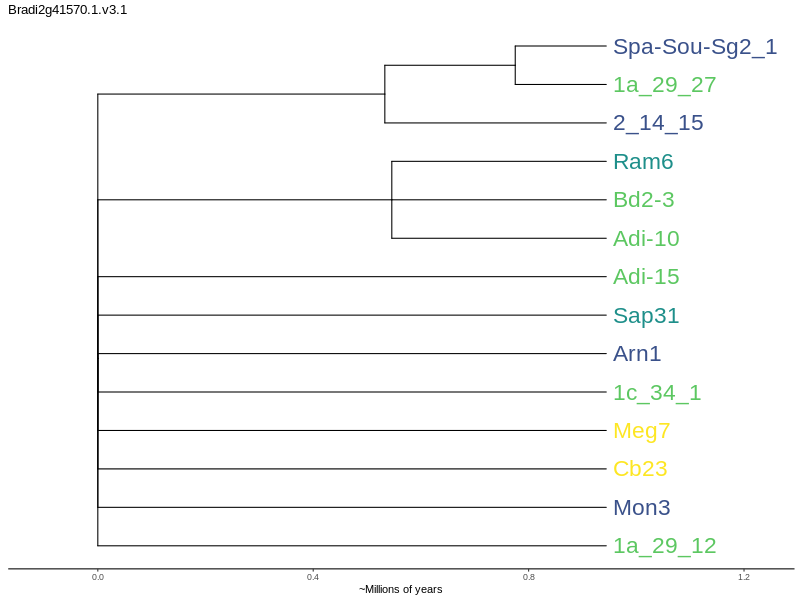 Bradi2g41570.1.v3.1
Spa-Sou-Sg2_1
1a_29_27
2_14_15
Ram6
Bd2-3
Adi-10
Adi-15
Sap31
Arn1
1c_34_1
Meg7
Cb23
Mon3
1a_29_12
0.0 0.4 0.8 1.2
~Millions of years